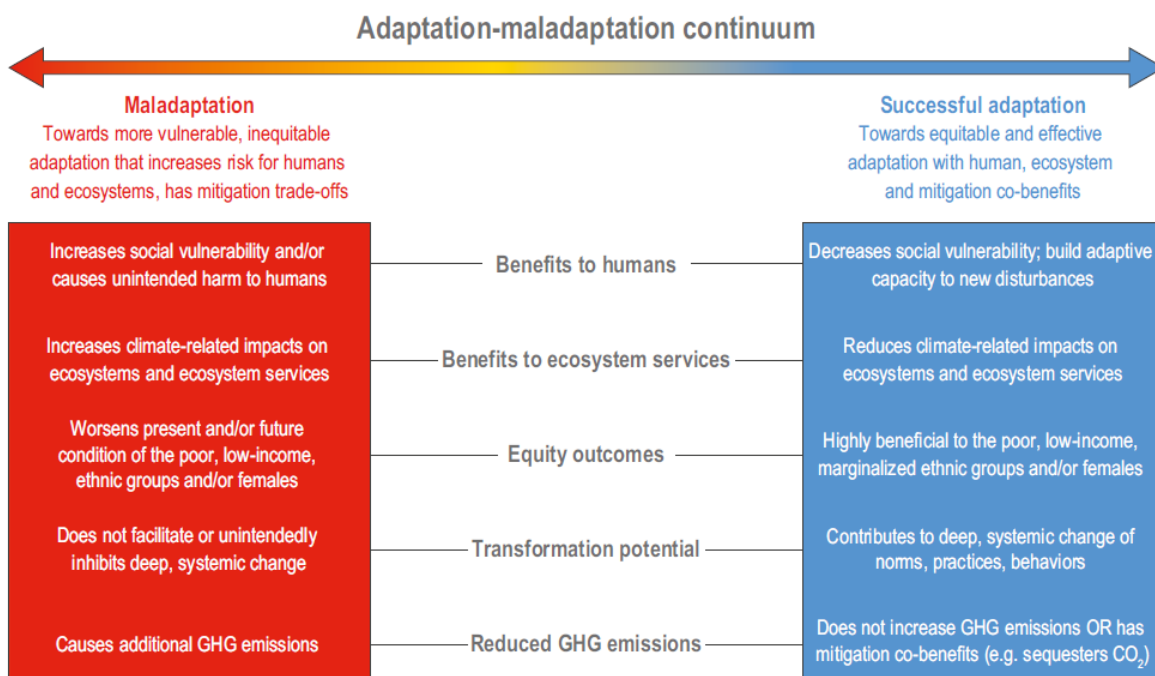 Adaptation-maladaptation continuum
Maladaptation
Towards more vulnerable, inequitable
adaptation that increases risk for humans
and ecosystems, has mitigation trade-offs
Successful adaptation
Towards equitable and effective
adaptation with human, ecosystem
and mitigation co-benefits
Increases social vulnerability and/or
causes unintended harm to humans
Benefits to humans
Decreases social vulnerability; build adaptive
capacity to new disturbances
Increases climate-related impacts on
ecosystems and ecosystem services
Benefits to ecosystem services
Reduces climate-related impacts on
ecosystems and ecosystem services
Worsens present and/or future
condition of the poor, low-income,
ethnic groups and/or females
Equity outcomes
Highly beneficial to the poor, low-income,
marginalized ethnic groups and/or females
Does not facilitate or unintendedly
inhibits deep, systemic change
Transformation potential
Contributes to deep, systemic change of
norms, practices, behaviors
Causes additional GHG emissions
Reduced GHG emissions
Does not increase GHG emissions OR has
mitigation co-benefits (e.g. sequesters CO₂)